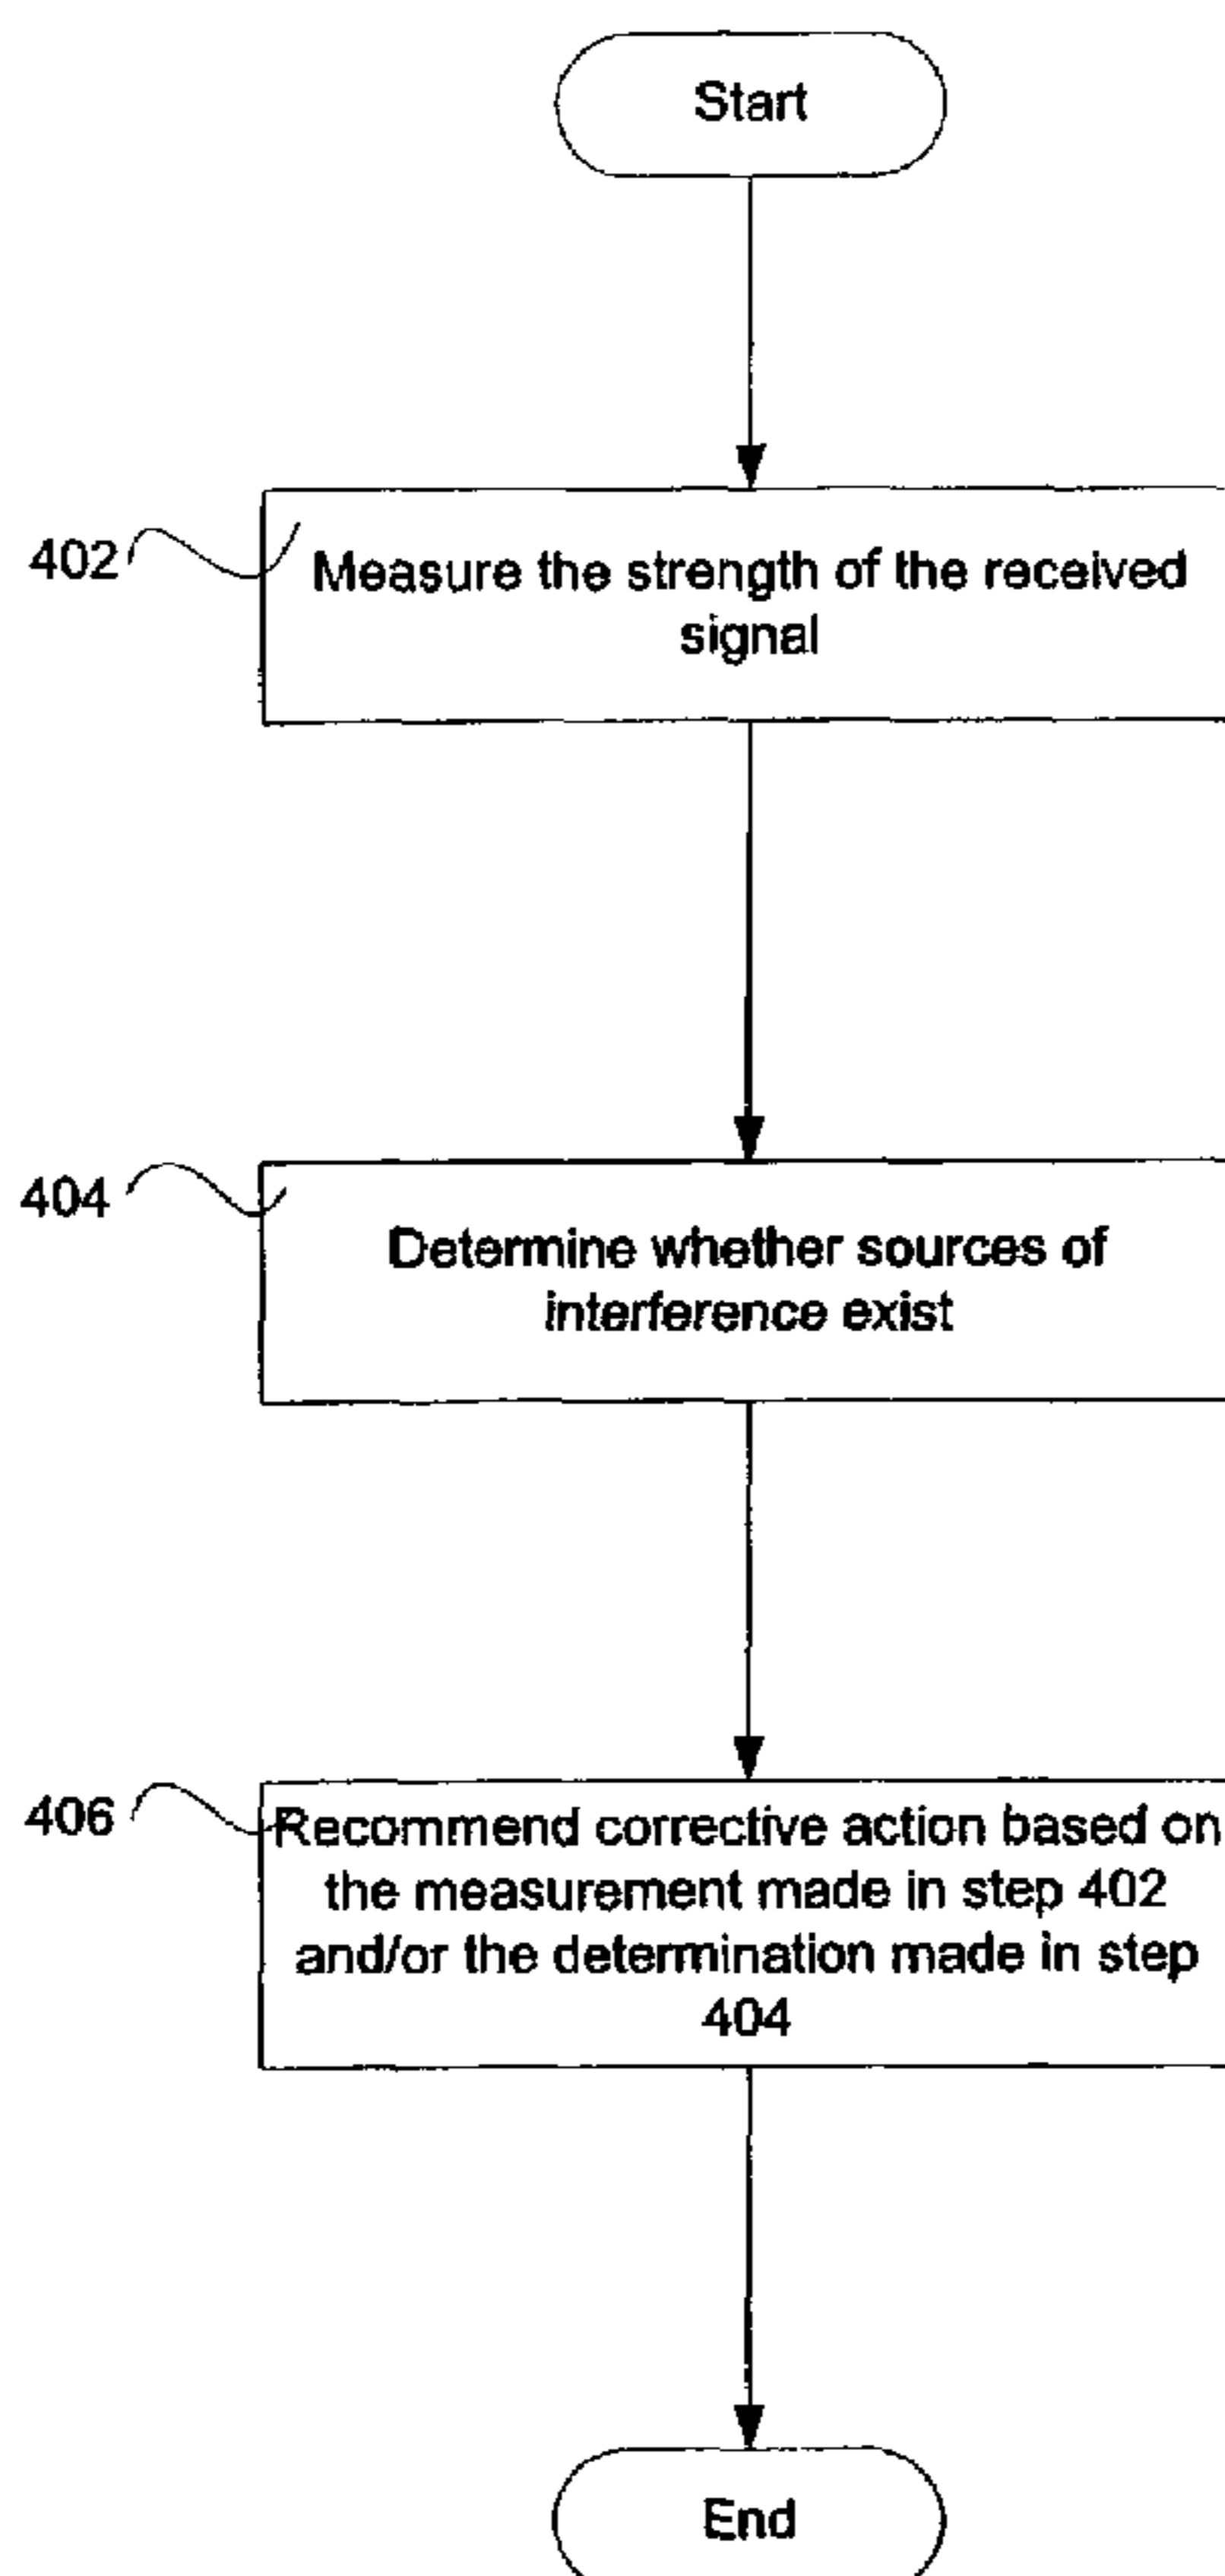 Start
402
Measure the strength of the received
signal
404
Determine whether sources of
interference exist
406
Recommend corrective action based on
the measurement made in step 402
and/or the determination made in step
404
End